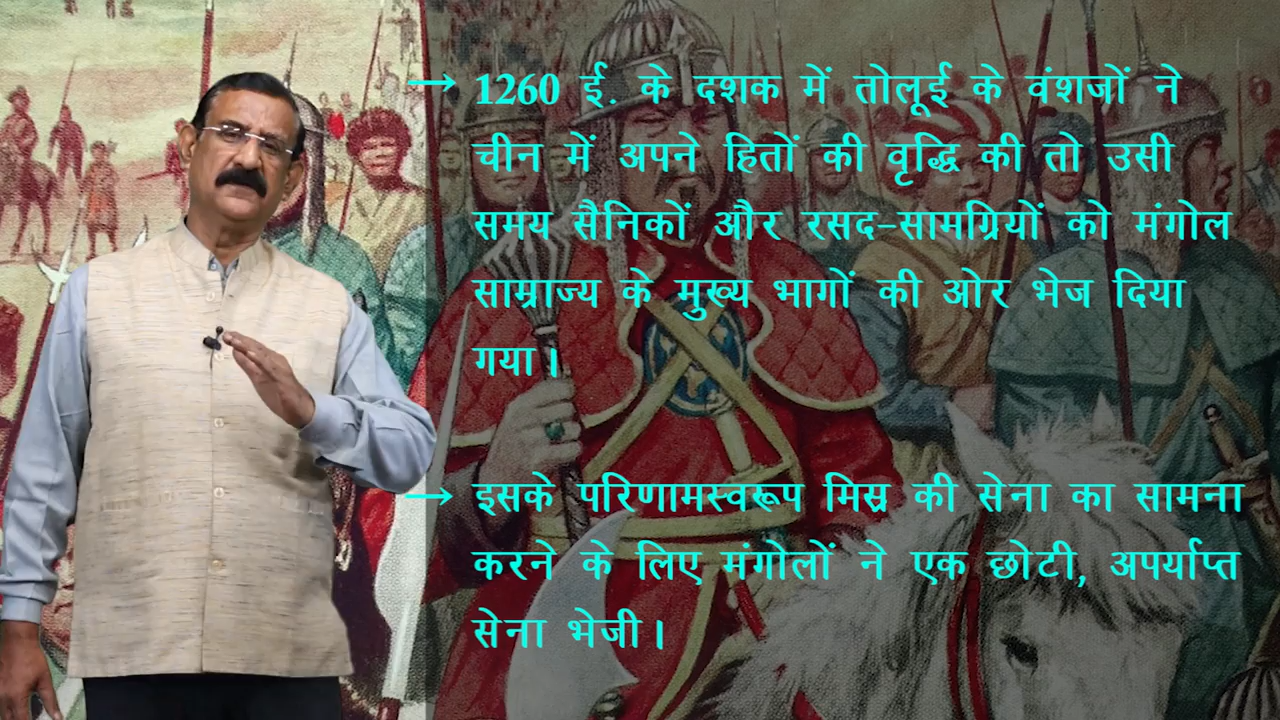 → 1260 ई. के दशक में तोलूई के वंशजों ने
चीन में अपने हितों की वृद्धि की तो उसी
समय सैनिकों और रसद-सामग्रियों को मंगोल
साम्राज्य के मुख्य भागों की ओर भेज दिया
गया।
→ इसके परिणामस्वरूप मिस्र की सेना का सामना
करने के लिए मंगोलों ने एक छोटी, अपर्याप्त
सेना भेजी।